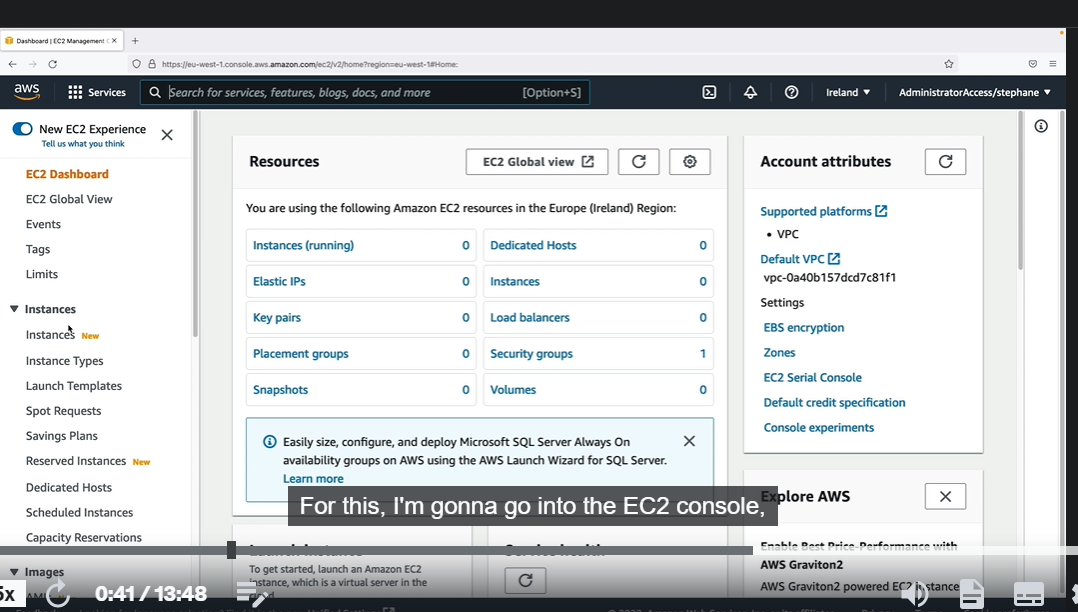 Dashboard | EC2 Management C
https://eu-west-1.console.aws.amazon.com/ec2/v2/home?region=eu-west-1#Home:
aws
Services
Search for services, features, blogs, docs, and more
[Option+S]
Ireland
AdministratorAccess/stephane
New EC2 Experience
Tell us what you think
EC2 Dashboard
EC2 Global View
Events
Tags
Limits
Instances
Instances New
Instance Types
Launch Templates
Spot Requests
Savings Plans
Reserved Instances New
Dedicated Hosts
Scheduled Instances
Capacity Reservations
Images
Resources
EC2 Global view
You are using the following Amazon EC2 resources in the Europe (Ireland) Region:
Instances (running) 0
Dedicated Hosts 0
Elastic IPs 0
Instances 0
Key pairs 0
Load balancers 0
Placement groups 0
Security groups 1
Snapshots 0
Volumes 0
Easily size, configure, and deploy Microsoft SQL Server Always On
availability groups on AWS using the AWS Launch Wizard for SQL Server.
Learn more
Launch instance
To get started, launch an Amazon EC2
instance, which is a virtual server in the
cloud.
Service health
Account attributes
Supported platforms
• VPC
Default VPC
vpc-0a40b157dcd7c81f1
Settings
EBS encryption
Zones
EC2 Serial Console
Default credit specification
Console experiments
Explore AWS
Enable Best Price-Performance with
AWS Graviton2
AWS Graviton2 powered EC2 instance
For this, I'm gonna go into the EC2 console,
5x
0:41 / 13:48